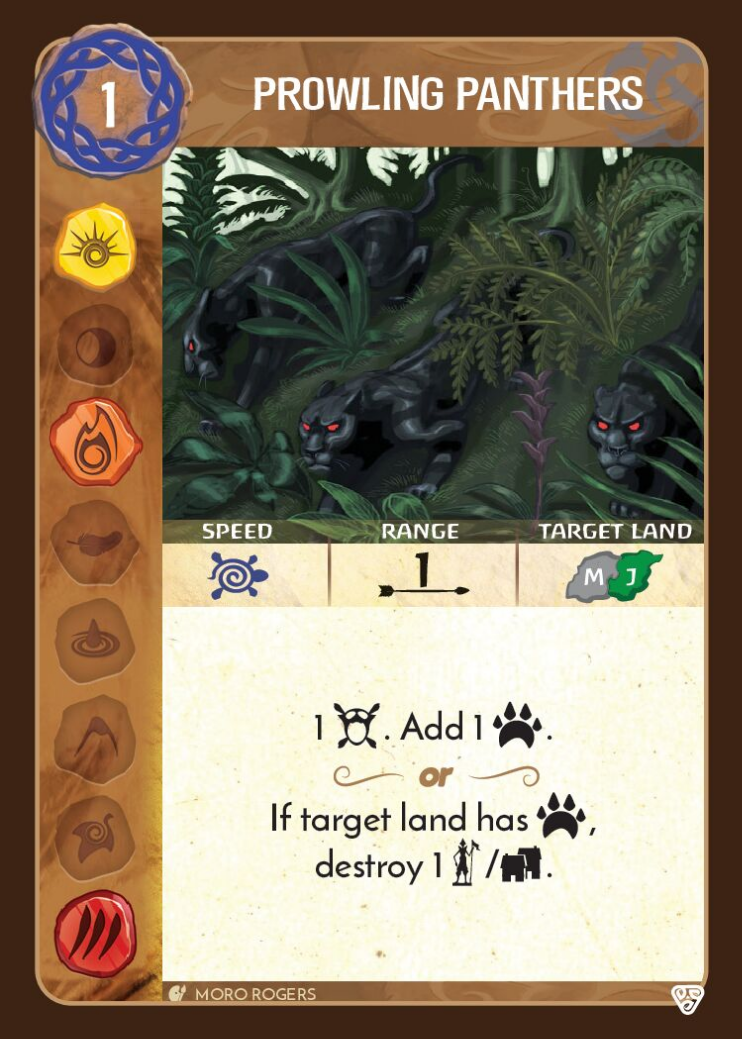 1
PROWLING PANTHERS
SPEED RANGE TARGET LAND
1 M J
1 . Add 1 .
or
If target land has ,
destroy 1 / .
MORO ROGERS